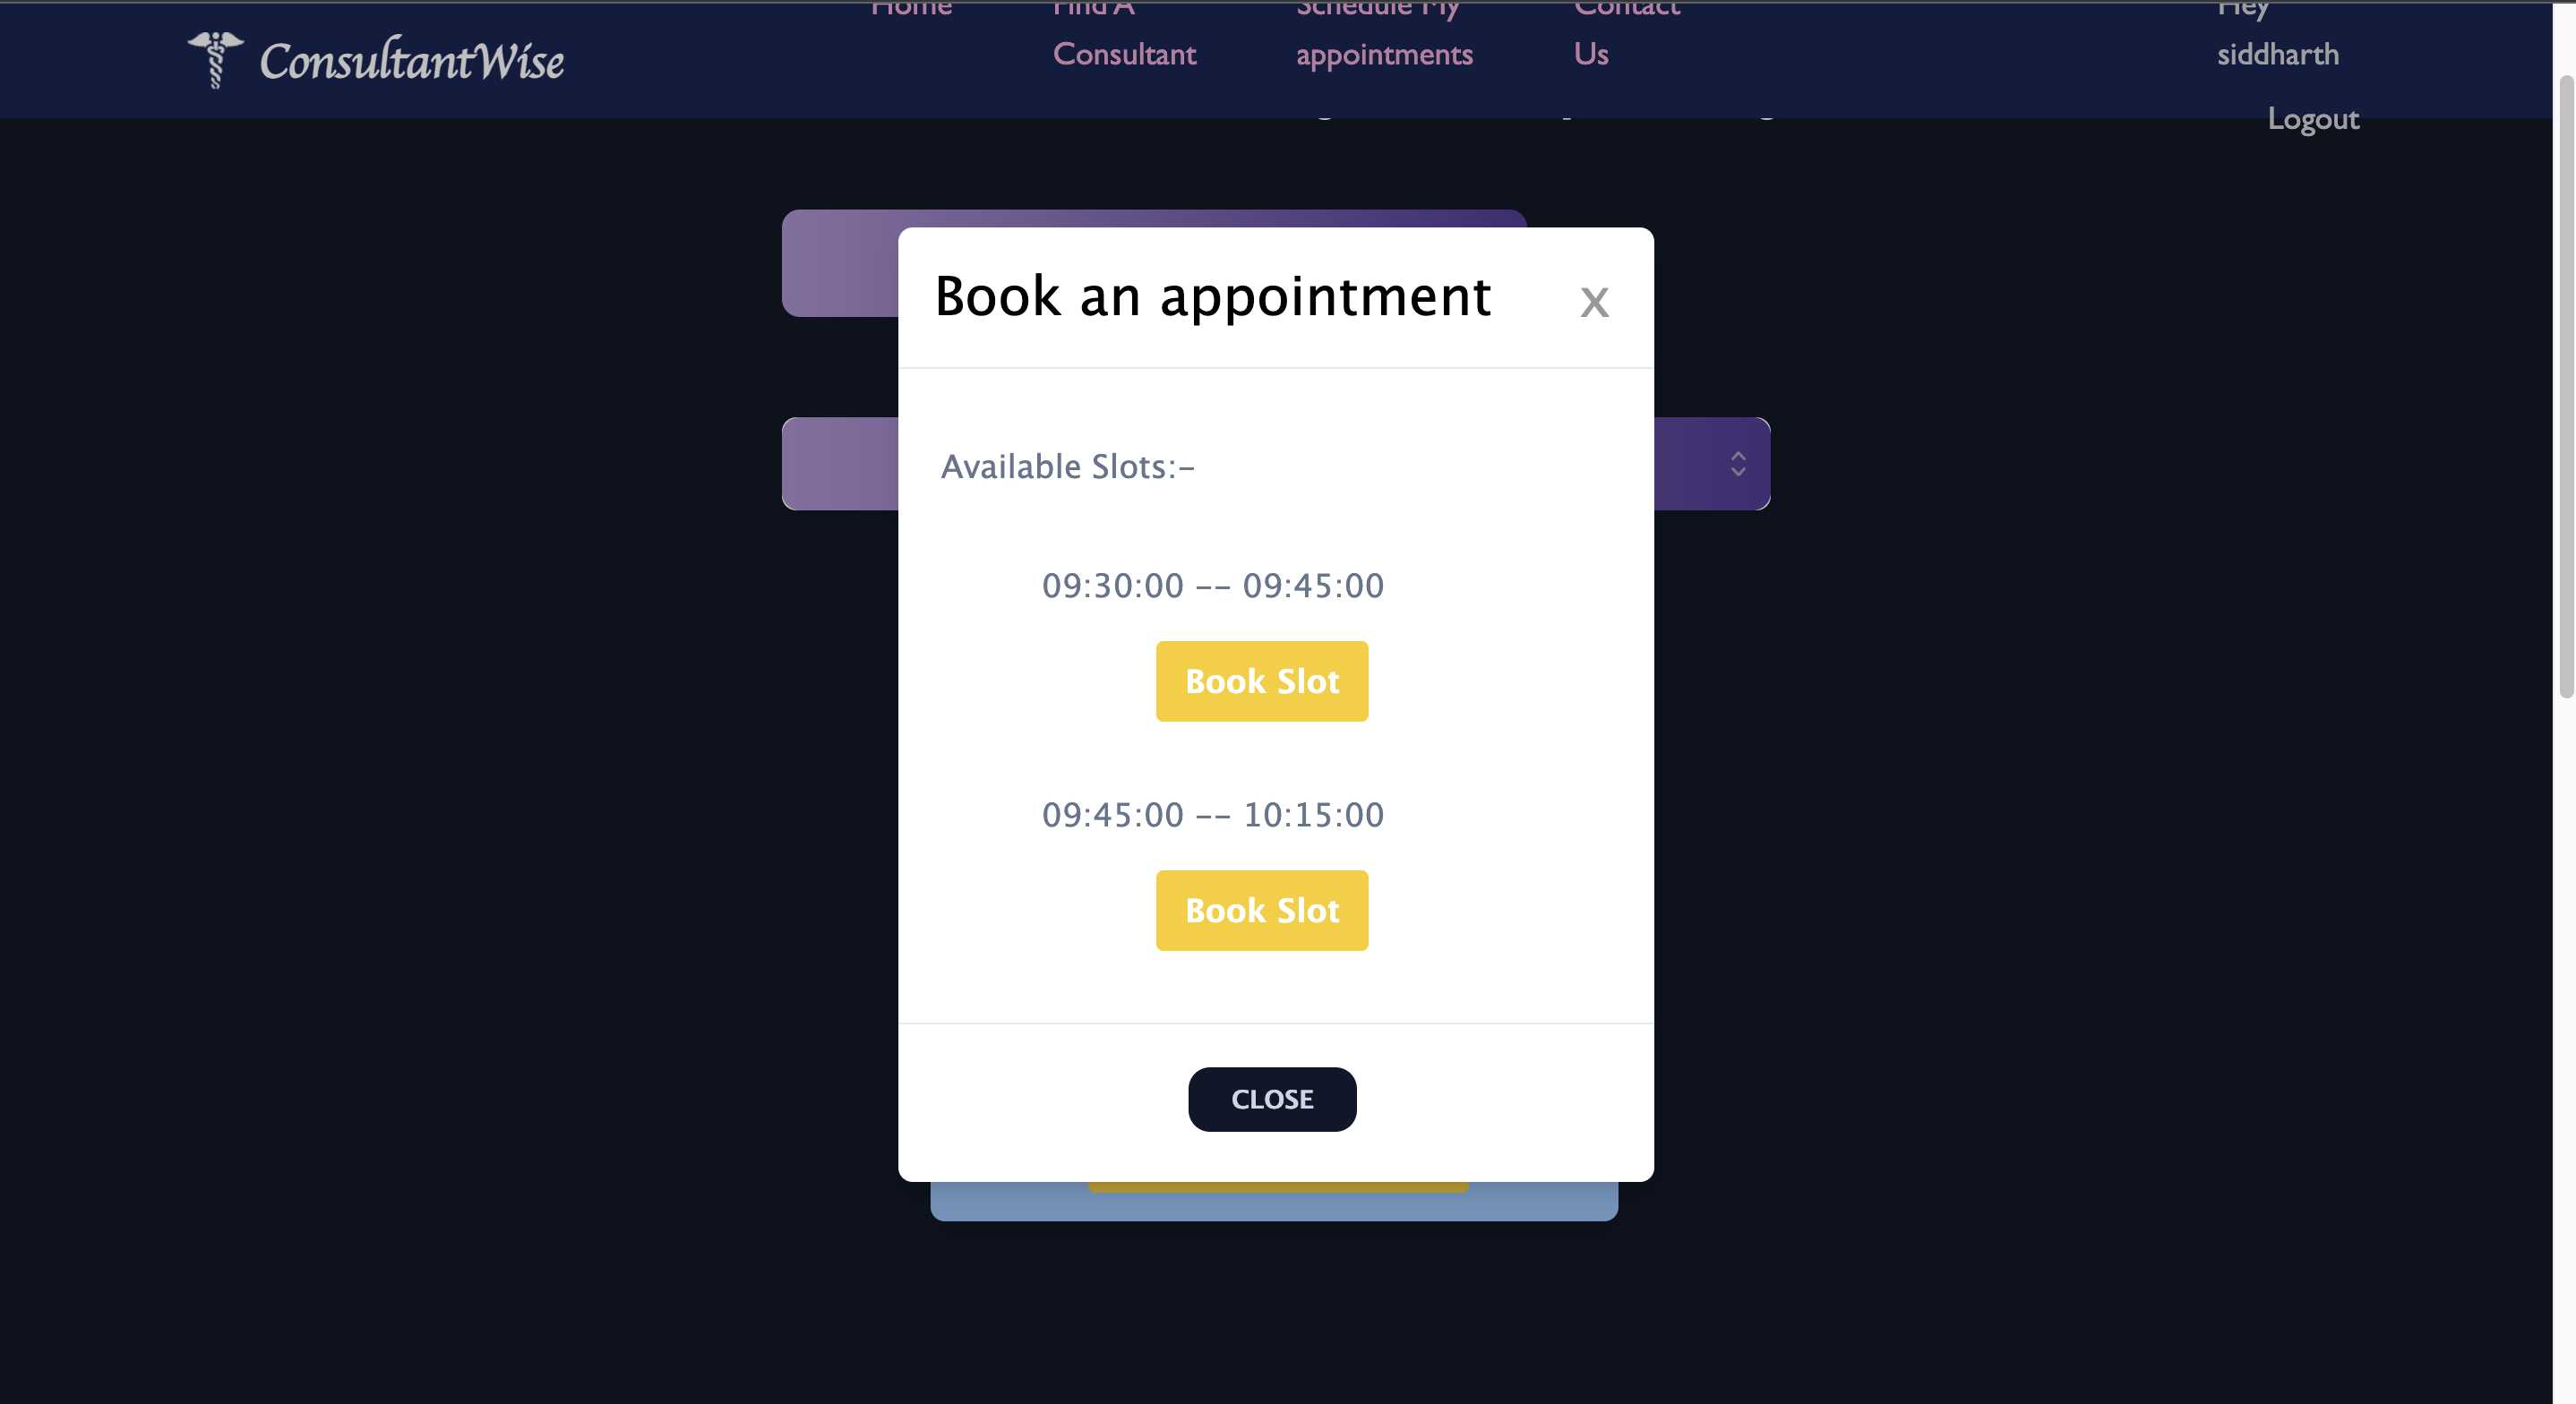 Home
Find A
Consultant
Schedule My
appointments
Contact
Us
Hey
siddharth
Logout
ConsultantWise
Book an appointment
X
Available Slots:-
09:30:00 -- 09:45:00
Book Slot
09:45:00 -- 10:15:00
Book Slot
CLOSE